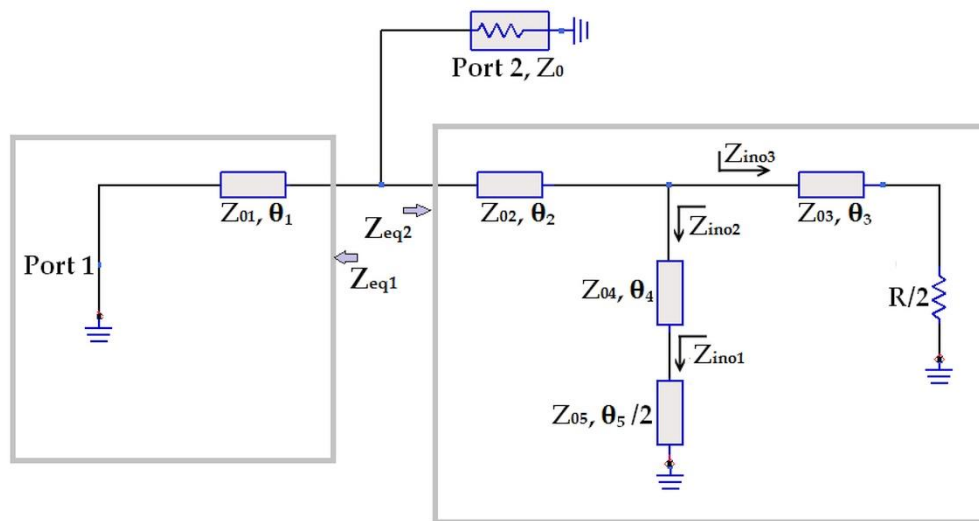 Port 2, Z0
Zino3
Z01, θ1
Zeq2
Z02, θ2
Z03, θ3
Zino2
Port 1
Zeq1
Z04, θ4
R/2
Zino1
Z05, θ5 /2